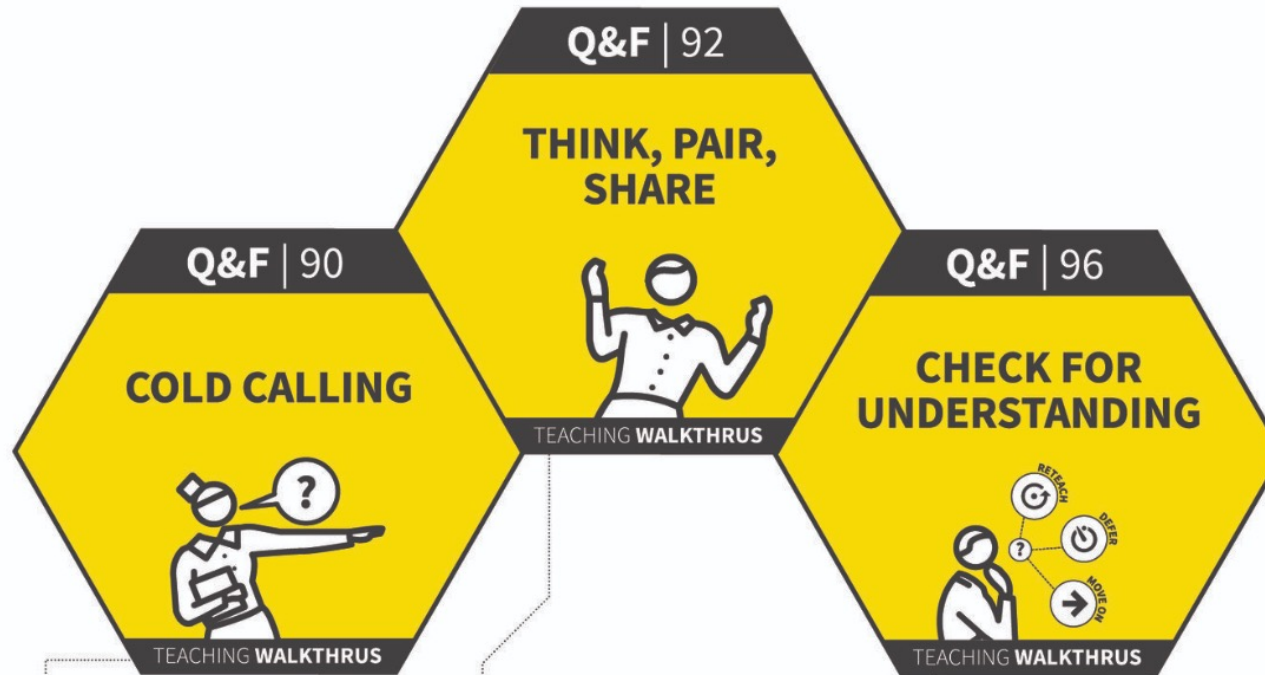 Q&F | 92
THINK, PAIR,
SHARE
TEACHING WALKTHRUS
Q&F | 90
COLD CALLING
?
TEACHING WALKTHRUS
Q&F | 96
CHECK FOR
UNDERSTANDING
RETEACH
DEFER
?
MOVE ON
TEACHING WALKTHRUS